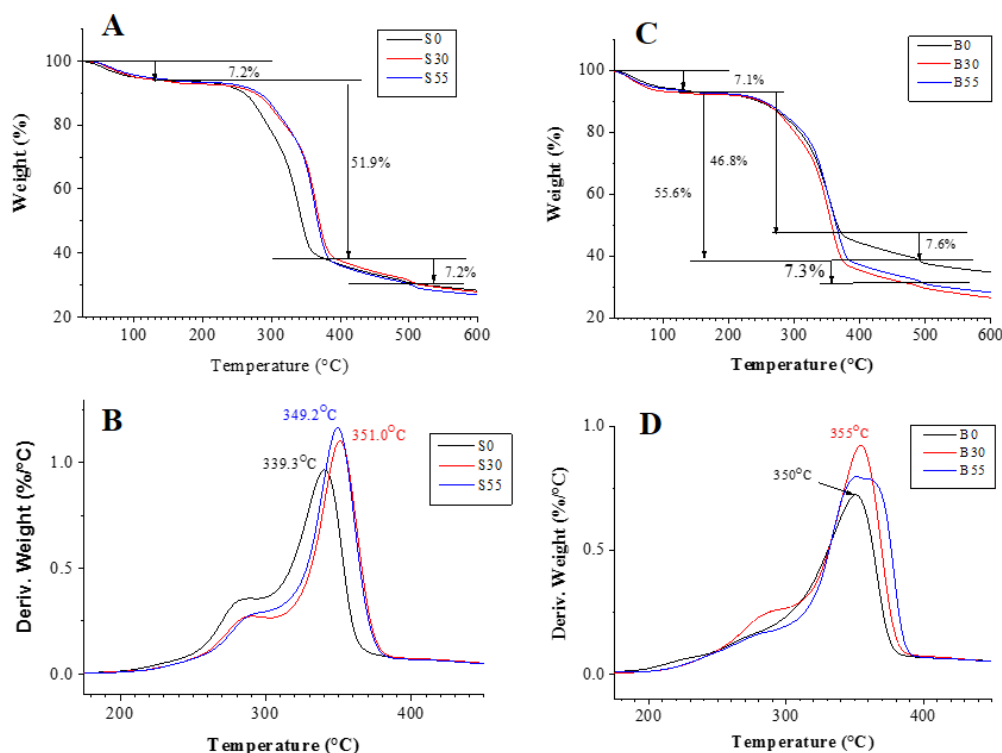 A
S0
S30
S55
100
80
60
40
20
7.2%
51.9%
7.2%
Weight (%)
100 200 300 400 500 600
Temperature (°C)
C
B0
B30
B55
100
80
60
40
20
7.1%
46.8%
55.6%
7.6%
7.3%
Weight (%)
100 200 300 400 500 600
Temperature (°C)
B
349.2°C
351.0°C
339.3°C
S0
S30
S55
1.0
0.5
0.0
Deriv. Weight (%/°C)
200 300 400
Temperature (°C)
D
355°C
350°C
B0
B30
B55
1.0
0.5
0.0
Deriv. Weight (%/°C)
200 300 400
Temperature (°C)